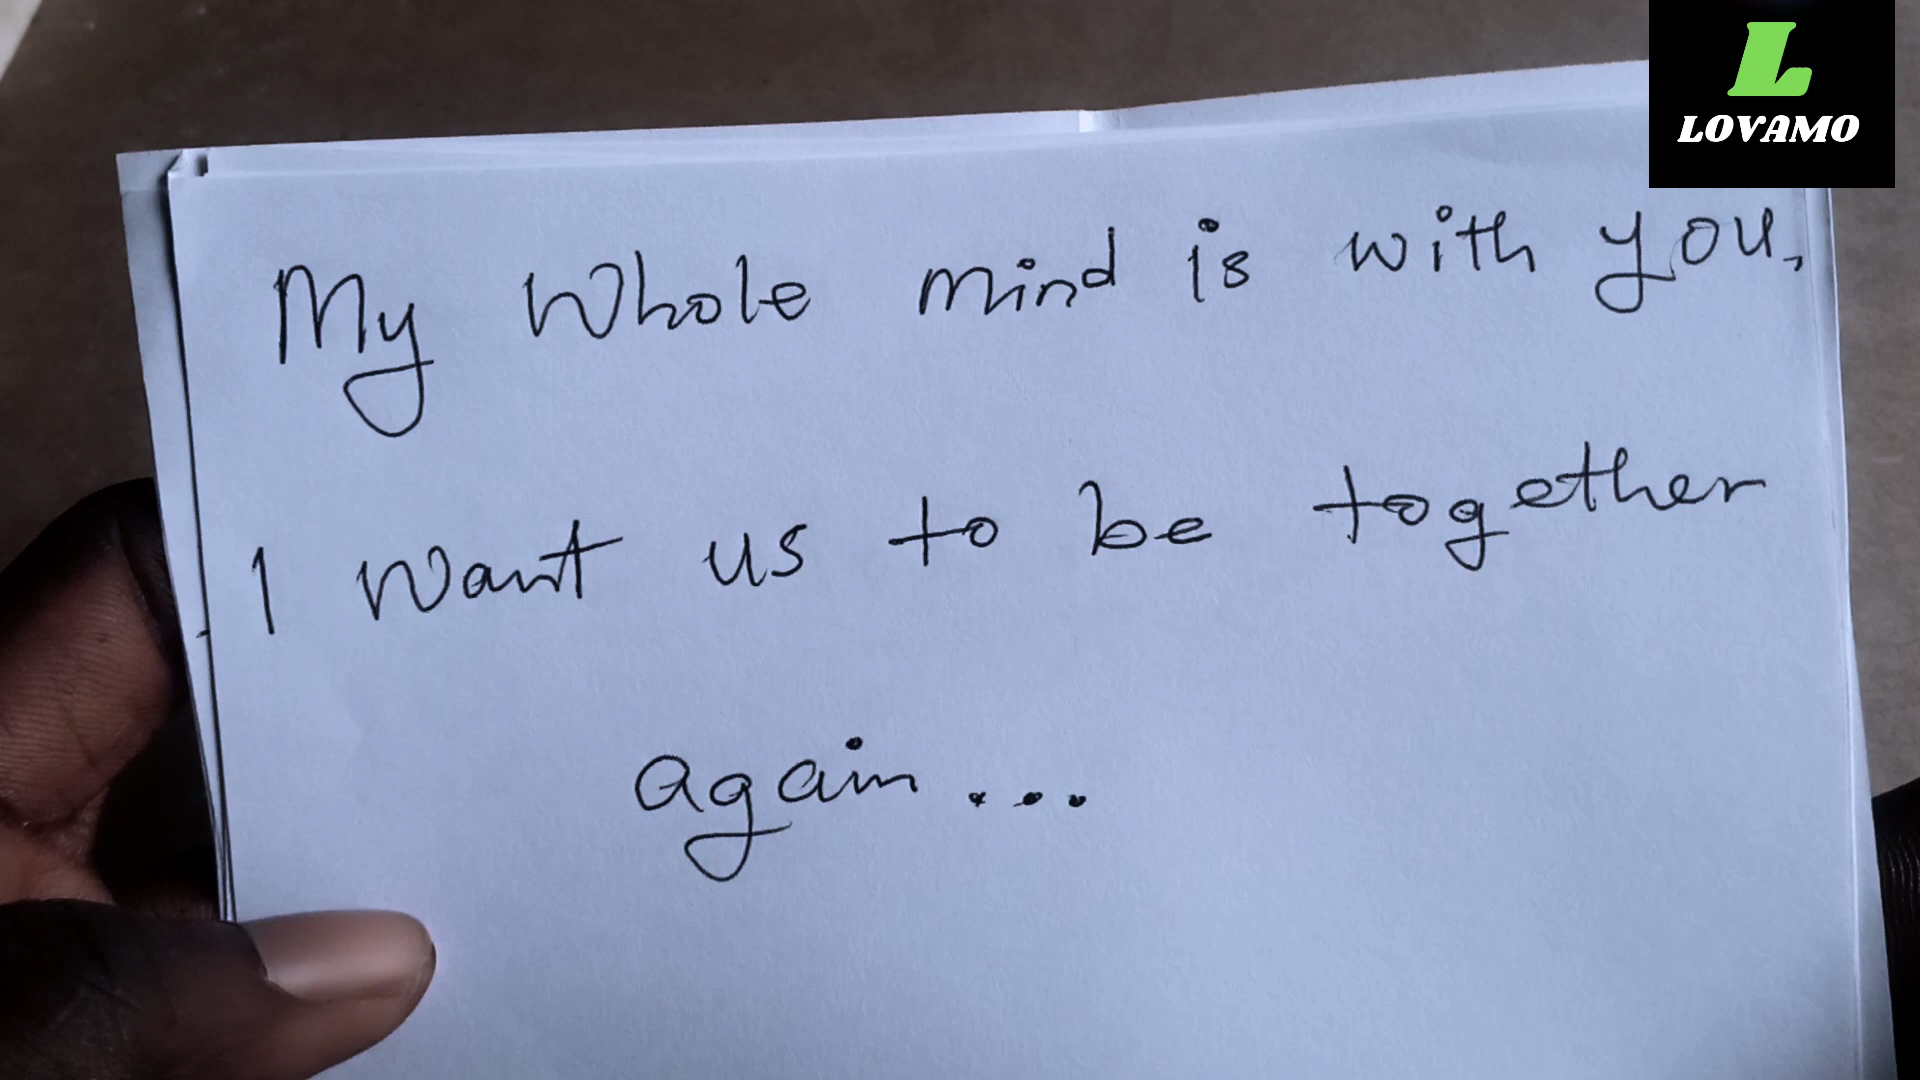 L
LOVAMO
My Whole mind is with you,
I want us to be together
again...